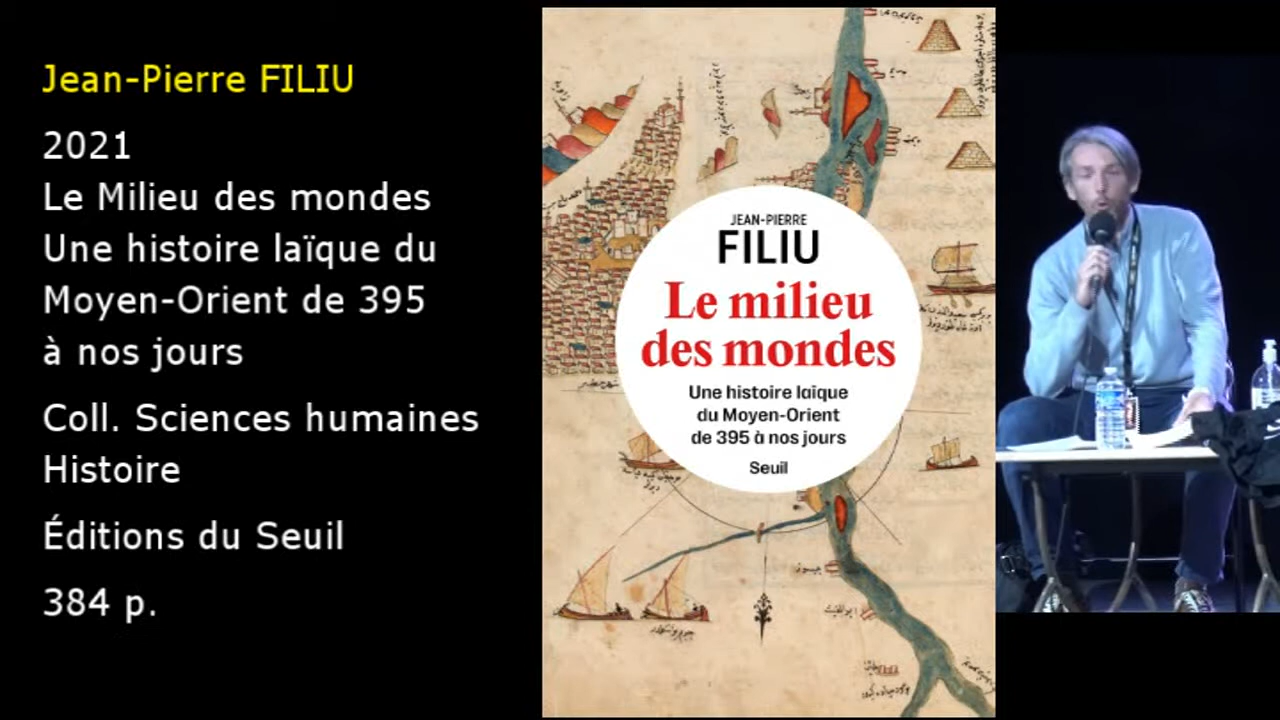 Jean-Pierre FILIU
2021
Le Milieu des mondes
Une histoire laïque du
Moyen-Orient de 395
à nos jours
Coll. Sciences humaines
Histoire
Éditions du Seuil
384 p.
JEAN-PIERRE
FILIU
Le milieu
des mondes
Une histoire laïque
du Moyen-Orient
de 395 à nos jours
Seuil